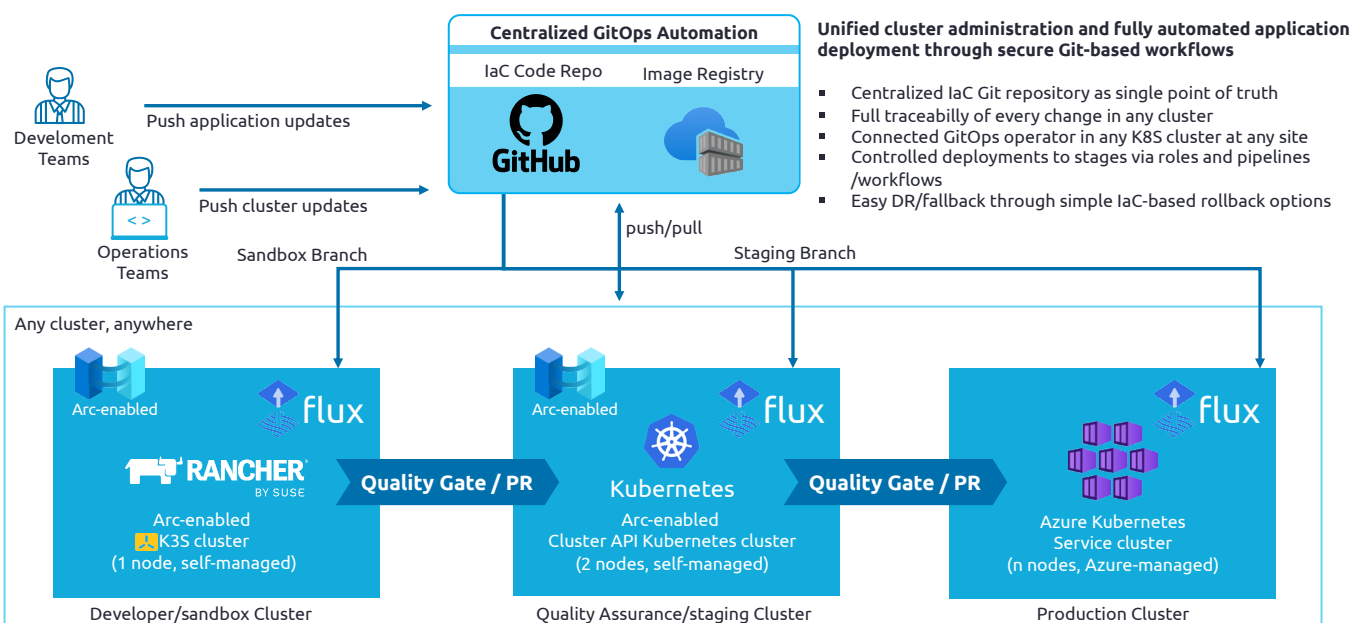 Centralized GitOps Automation
IaC Code Repo
Image Registry
GitHub
Unified cluster administration and fully automated application
deployment through secure Git-based workflows
▪ Centralized IaC Git repository as single point of truth
▪ Full traceabilly of every change in any cluster
▪ Connected GitOps operator in any K8S cluster at any site
▪ Controlled deployments to stages via roles and pipelines
/workflows
▪ Easy DR/fallback through simple IaC-based rollback options
Develoment
Teams
Push application updates
< >
Operations
Teams
Push cluster updates
push/pull
Sandbox Branch
Staging Branch
Any cluster, anywhere
Arc-enabled
flux
RANCHER
BY SUSE
Arc-enabled
K3S cluster
(1 node, self-managed)
Developer/sandbox Cluster
Quality Gate / PR
Arc-enabled
flux
Kubernetes
Arc-enabled
Cluster API Kubernetes cluster
(2 nodes, self-managed)
Quality Assurance/staging Cluster
Quality Gate / PR
flux
Azure Kubernetes
Service cluster
(n nodes, Azure-managed)
Production Cluster